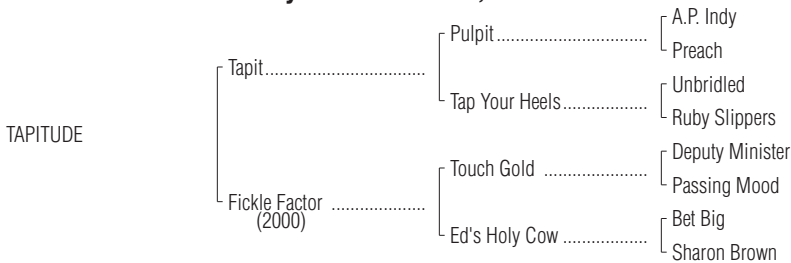 A.P. Indy
Pulpit..................................
Preach
Tapit....................................
Unbridled
Tap Your Heels...................
Ruby Slippers
TAPITUDE
Deputy Minister
Touch Gold .......................
Passing Mood
Fickle Factor .....................
(2000)
Bet Big
Ed's Holy Cow ...................
Sharon Brown